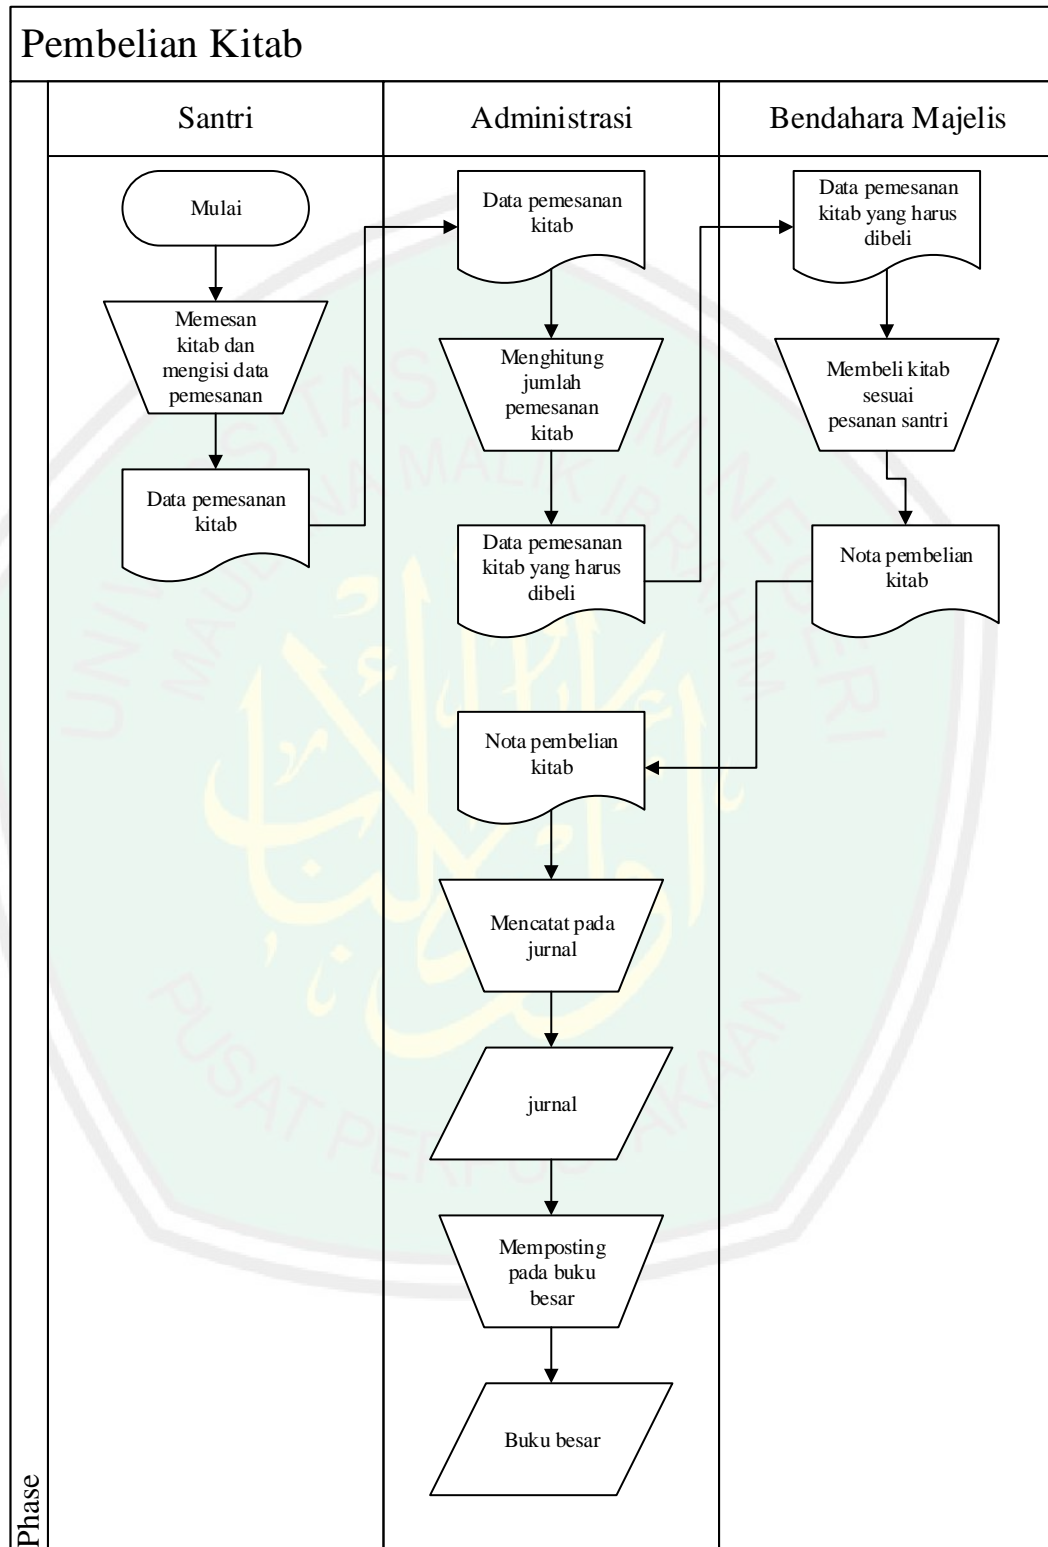 Pembelian Kitab
Phase
Santri
Mulai
Memesan
kitab dan
mengisi data
pemesanan
Data pemesanan
kitab
Administrasi
Data pemesanan
kitab
Menghitung
jumlah
pemesanan
kitab
Data pemesanan
kitab yang harus
dibeli
Nota pembelian
kitab
Mencatat pada
jurnal
jurnal
Memposting
pada buku
besar
Buku besar
Bendahara Majelis
Data pemesanan
kitab yang harus
dibeli
Membeli kitab
sesuai
pesanan santri
Nota pembelian
kitab
PUSAT PERPUSTAKAAN